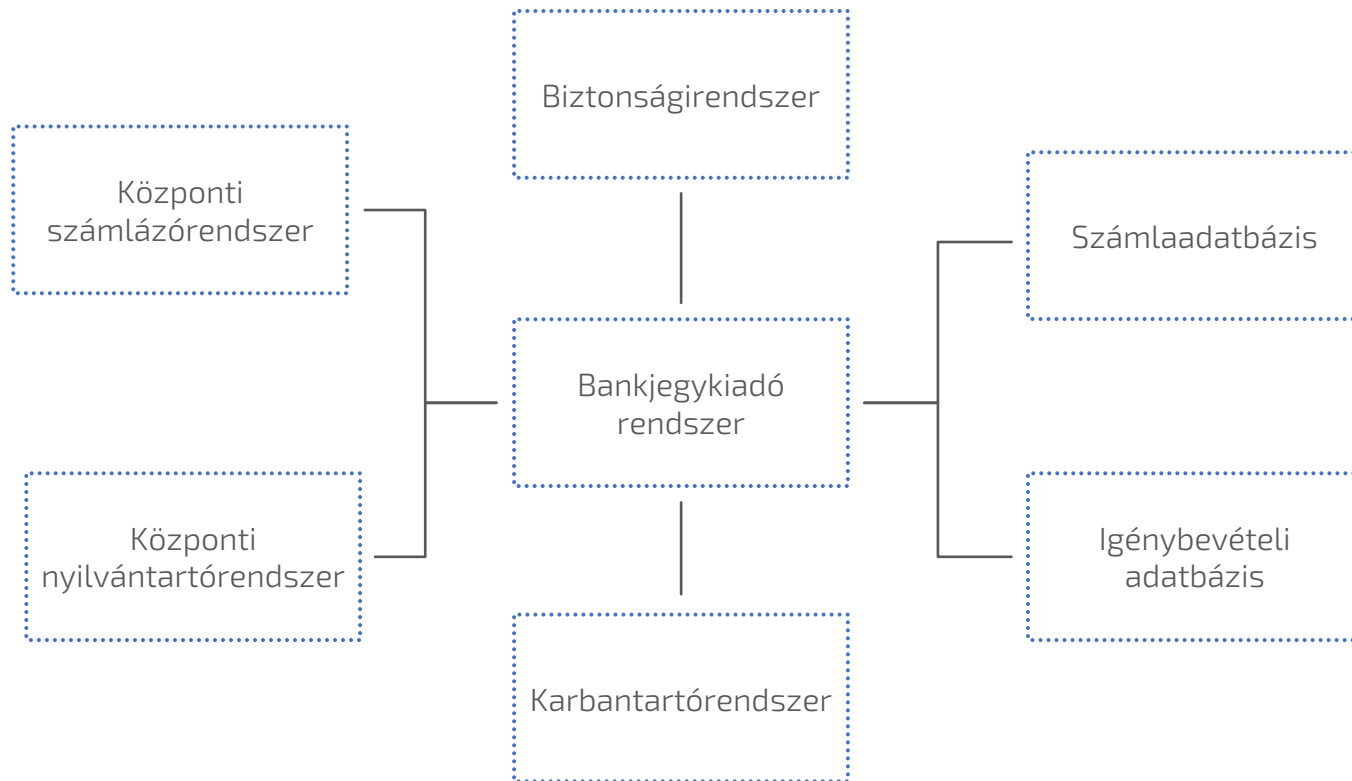 Biztonságirendszer
Központi
számlázórendszer
Számlaadatbázis
Bankjegykiadó
rendszer
Központi
nyilvántartórendszer
Igénybevételi
adatbázis
Karbantartórendszer